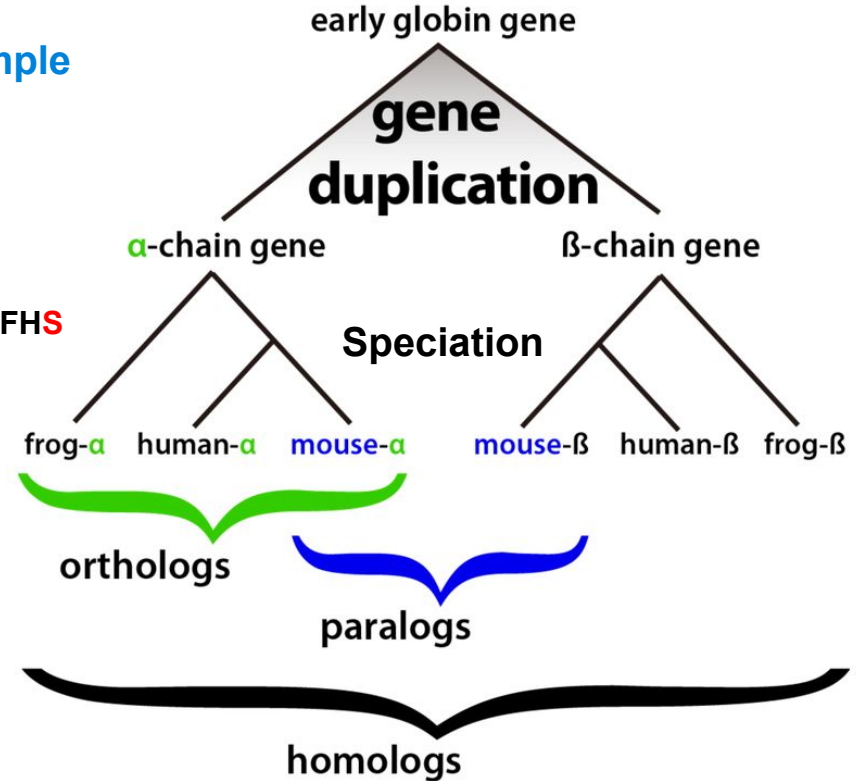 early globin gene
mple
gene
duplication
α-chain gene
ß-chain gene
FHS
Speciation
frog-α human-α mouse-α mouse-ß human-ß frog-ß
orthologs
paralogs
homologs